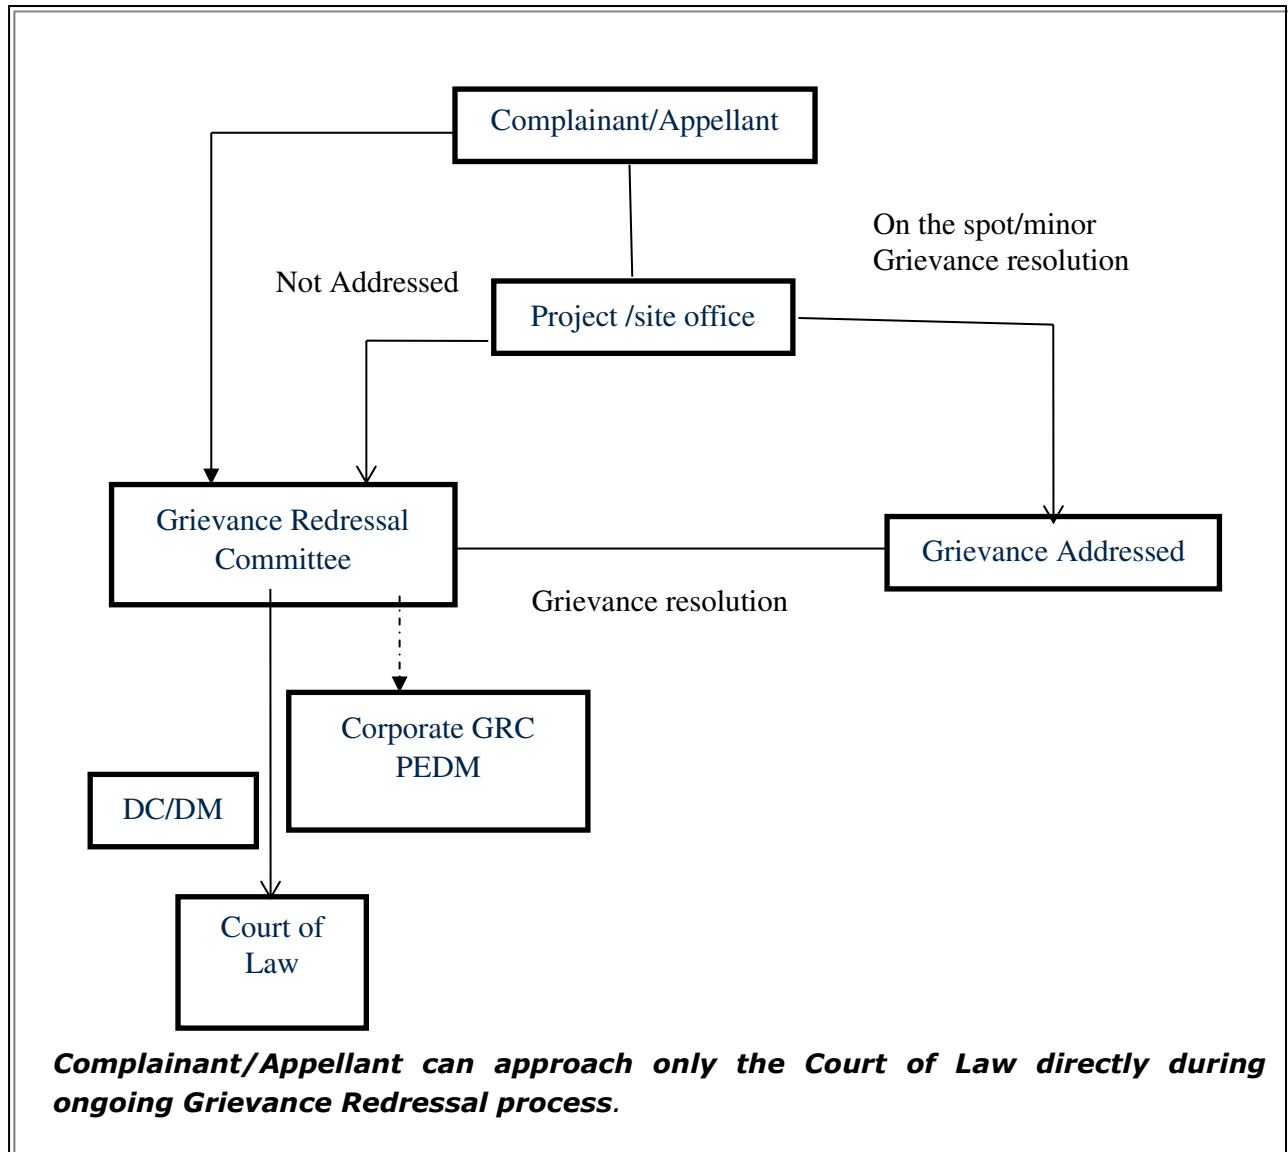 Complainant/Appellant
On the spot/minor
Grievance resolution
Not Addressed
Project /site office
Grievance Redressal
Committee
Grievance Addressed
Grievance resolution
Corporate GRC
PEDM
DC/DM
Court of
Law
Complainant/Appellant can approach only the Court of Law directly during
ongoing Grievance Redressal process.